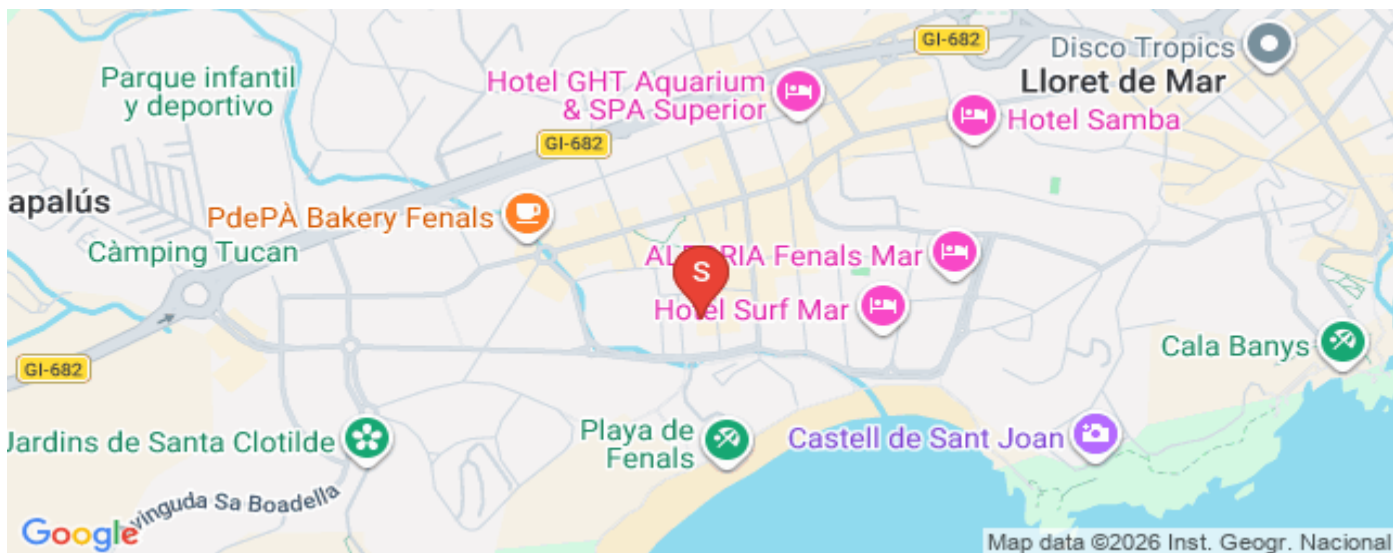 GI-682
Disco Tropics
Lloret de Mar
Parque infantil
y deportivo
Hotel GHT Aquarium
& SPA Superior
Hotel Samba
GI-682
apalús
PdePÀ Bakery Fenals
Càmping Tucan
RIA Fenals Mar
S
Hotel Surf Mar
Cala Banys
GI-682
Jardins de Santa Clotilde
Playa de
Fenals
Castell de Sant Joan
vinguda Sa Boadella
Google
Map data ©2026 Inst. Geogr. Nacional